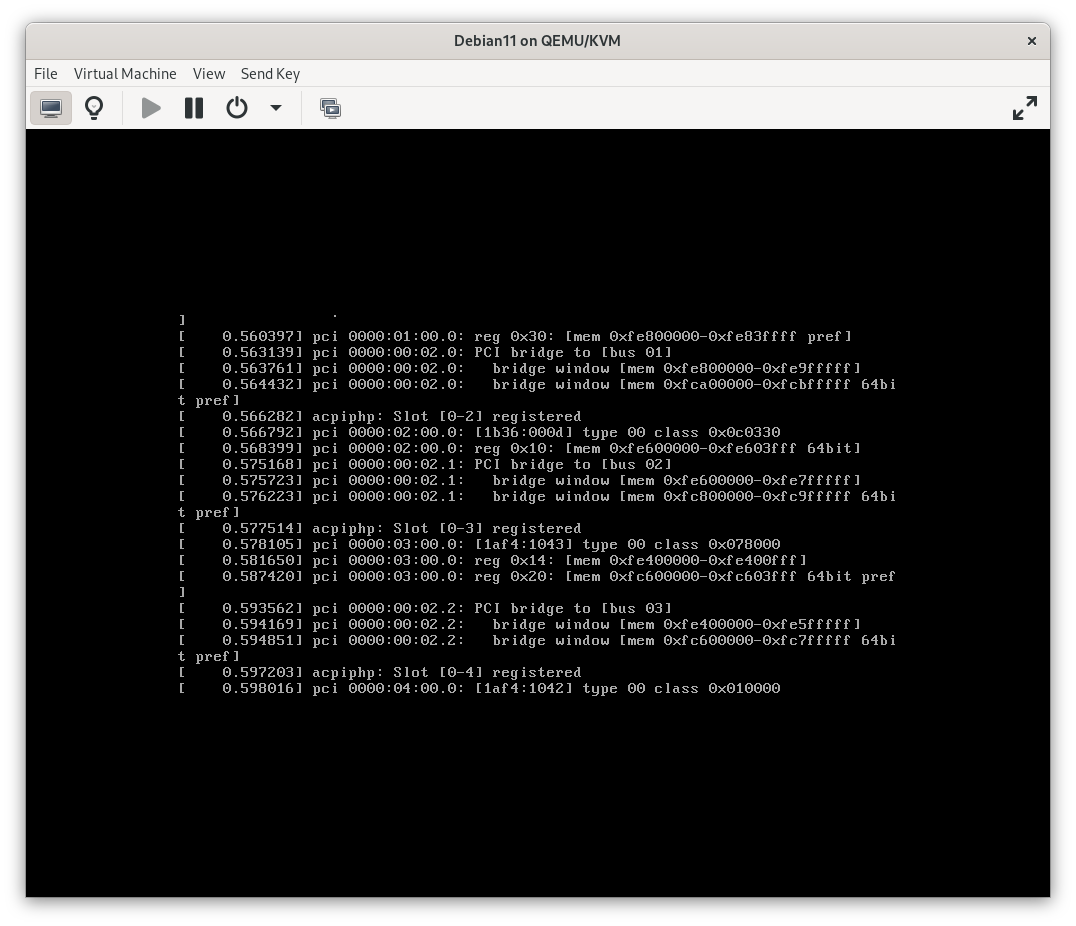 Debian11 on QEMU/KVM
File Virtual Machine View Send Key
]
[    0.560397] pci 0000:01:00.0: reg 0x30: [mem 0xfe800000-0xfe83ffff pref]
[    0.563139] pci 0000:00:02.0: PCI bridge to [bus 01]
[    0.563761] pci 0000:00:02.0:   bridge window [mem 0xfe800000-0xfe9fffff]
[    0.564432] pci 0000:00:02.0:   bridge window [mem 0xfca00000-0xfcbfffff 64bi
t pref]
[    0.566282] acpiphp: Slot [0-2] registered
[    0.566792] pci 0000:02:00.0: [1b36:000d] type 00 class 0x0c0330
[    0.568399] pci 0000:02:00.0: reg 0x10: [mem 0xfe600000-0xfe603fff 64bit]
[    0.575168] pci 0000:00:02.1: PCI bridge to [bus 02]
[    0.575723] pci 0000:00:02.1:   bridge window [mem 0xfe600000-0xfe7fffff]
[    0.576223] pci 0000:00:02.1:   bridge window [mem 0xfc800000-0xfc9fffff 64bi
t pref]
[    0.577514] acpiphp: Slot [0-3] registered
[    0.578105] pci 0000:03:00.0: [1af4:1043] type 00 class 0x078000
[    0.581650] pci 0000:03:00.0: reg 0x14: [mem 0xfe400000-0xfe400fff]
[    0.587420] pci 0000:03:00.0: reg 0x20: [mem 0xfc600000-0xfc603fff 64bit pref
]
[    0.593562] pci 0000:00:02.2: PCI bridge to [bus 03]
[    0.594169] pci 0000:00:02.2:   bridge window [mem 0xfe400000-0xfe5fffff]
[    0.594851] pci 0000:00:02.2:   bridge window [mem 0xfc600000-0xfc7fffff 64bi
t pref]
[    0.597203] acpiphp: Slot [0-4] registered
[    0.598016] pci 0000:04:00.0: [1af4:1042] type 00 class 0x010000